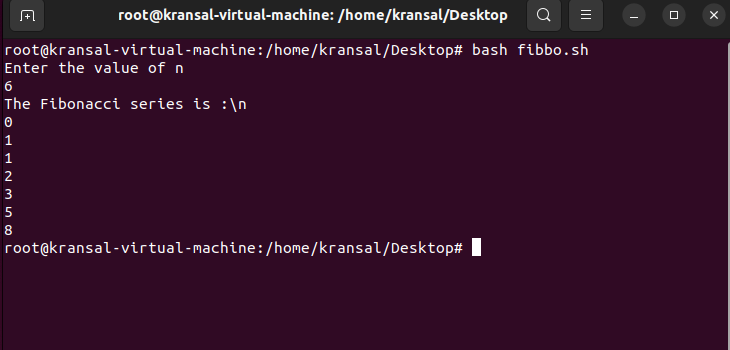 root@kransal-virtual-machine: /home/kransal/Desktop
root@kransal-virtual-machine:/home/kransal/Desktop# bash fibbo.sh
Enter the value of n
6
The Fibonacci series is :\n
0
1
1
2
3
5
8
root@kransal-virtual-machine:/home/kransal/Desktop#